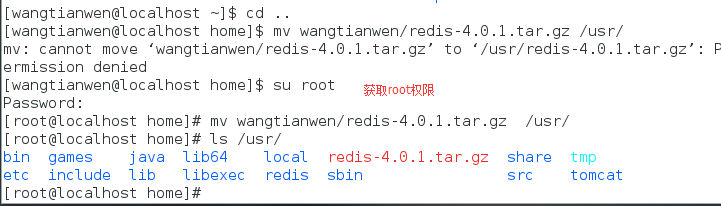 [wangtianwen@localhost ~]$ cd ..
[wangtianwen@localhost home]$ mv wangtianwen/redis-4.0.1.tar.gz /usr/
mv: cannot move ‘wangtianwen/redis-4.0.1.tar.gz’ to ‘/usr/redis-4.0.1.tar.gz’: P
ermission denied
[wangtianwen@localhost home]$ su root 获取root权限
Password:
[root@localhost home]# mv wangtianwen/redis-4.0.1.tar.gz  /usr/
[root@localhost home]# ls /usr/
bin games java lib64 local redis-4.0.1.tar.gz share tmp
etc include lib libexec redis sbin src tomcat
[root@localhost home]#